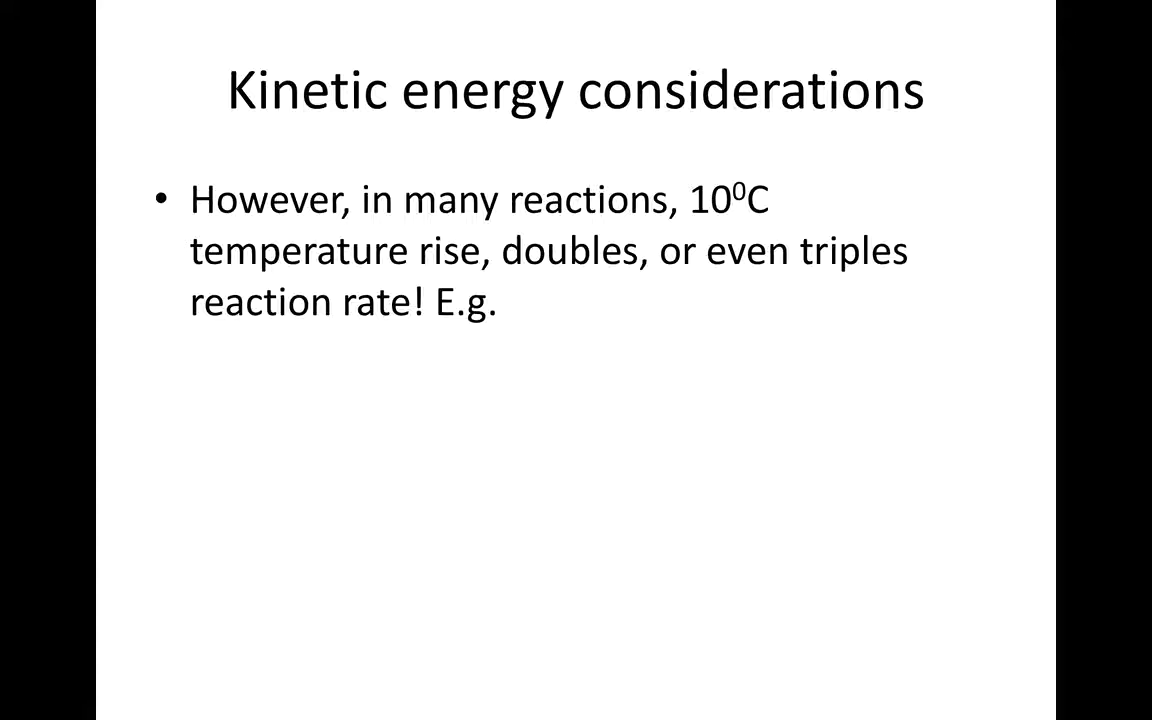 Kinetic energy considerations
• However, in many reactions, 10⁰C
temperature rise, doubles, or even triples
reaction rate! E.g.